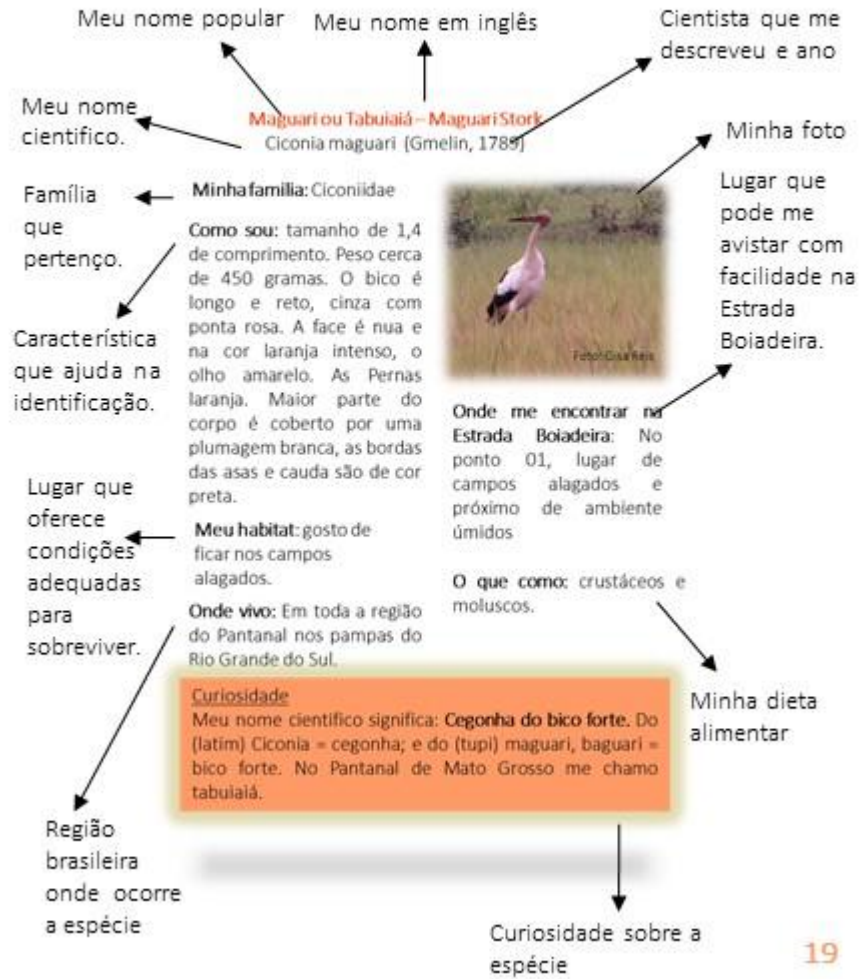 Meu nome popular
Meu nome em inglês
Cientista que me
descreveu e ano
Meu nome
cientifico.
Maguari ou Tabuiaiá – Maguari Stork
Ciconia maguari (Gmelin, 1789)
Minha foto
Família
que
pertenço.
Minha família: Ciconiidae
Lugar que
pode me
avistar com
facilidade na
Estrada
Boiadeira.
Como sou: tamanho de 1,4
de comprimento. Peso cerca
de 450 gramas. O bico é
longo e reto, cinza com
ponta rosa. A face é nua e
na cor laranja intenso, o
olho amarelo. As Pernas
laranja. Maior parte do
corpo é coberto por uma
plumagem branca, as bordas
das asas e cauda são de cor
preta.
Característica
que ajuda na
identificação.
Foto: Gisa Reis
Onde me encontrar na
Estrada Boiadeira: No
ponto 01, lugar de
campos alagados e
próximo de ambiente
úmidos
Lugar que
oferece
condições
adequadas
para
sobreviver.
Meu habitat: gosto de
ficar nos campos
alagados.
O que como: crustáceos e
moluscos.
Onde vivo: Em toda a região
do Pantanal nos pampas do
Rio Grande do Sul.
Minha dieta
alimentar
Curiosidade
Meu nome cientifico significa: Cegonha do bico forte. Do
(latim) Ciconia = cegonha; e do (tupi) maguari, baguari =
bico forte. No Pantanal de Mato Grosso me chamo
tabuiaiá.
Região
brasileira
onde ocorre
a espécie
Curiosidade sobre a
espécie
19